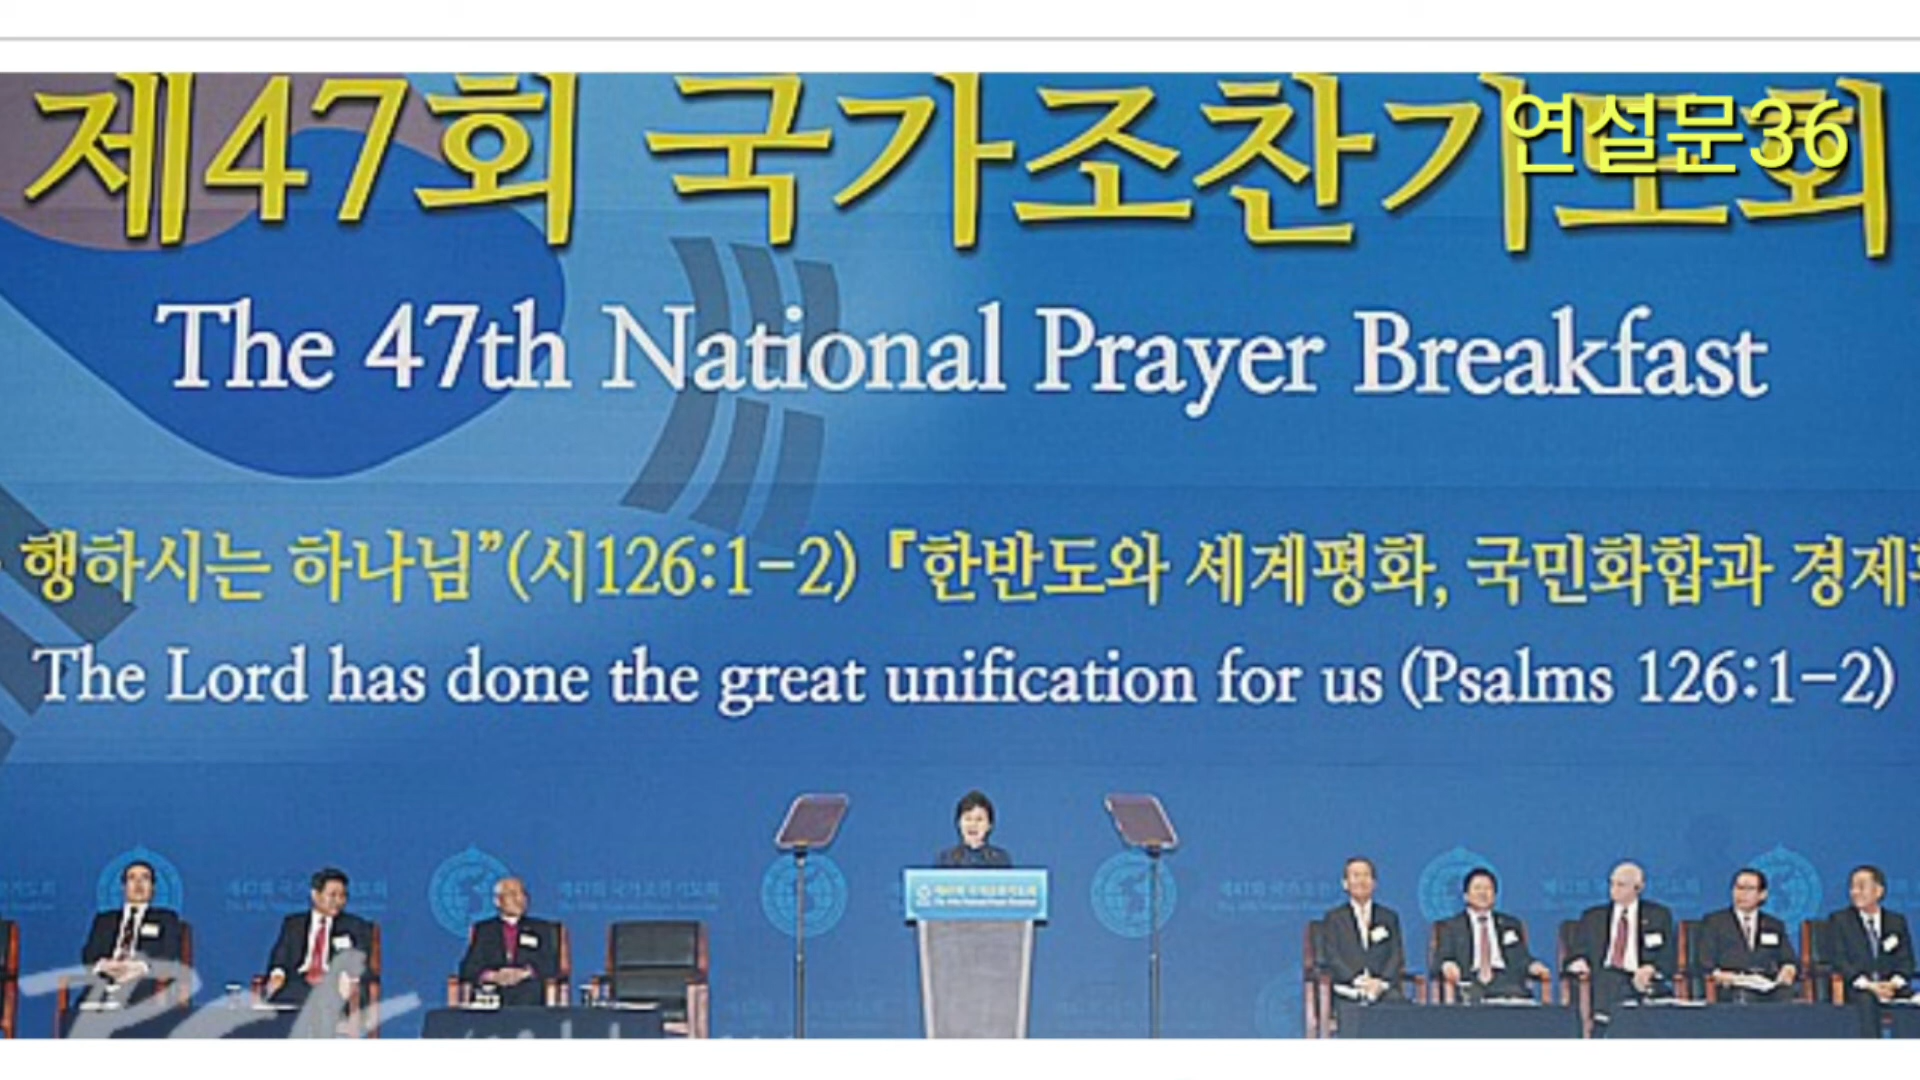 제47회 국가조찬기도회
연설문36
The 47th National Prayer Breakfast
행하시는 하나님”(시126:1-2) 『한반도와 세계평화, 국민화합과 경제
The Lord has done the great unification for us (Psalms 126:1-2)